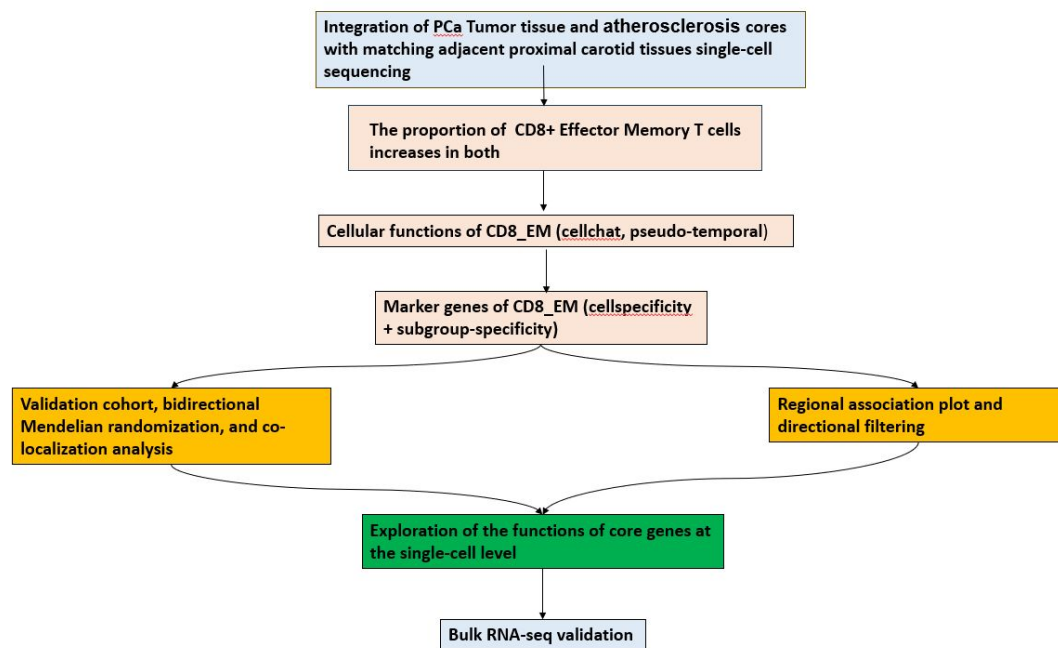 Integration of PCa Tumor tissue and atherosclerosis cores
with matching adjacent proximal carotid tissues single-cell
sequencing
The proportion of CD8+ Effector Memory T cells
increases in both
Cellular functions of CD8_EM (cellchat, pseudo-temporal)
Marker genes of CD8_EM (cellspecificity
+ subgroup-specificity)
Validation cohort, bidirectional
Mendelian randomization, and co-
localization analysis
Regional association plot and
directional filtering
Exploration of the functions of core genes at
the single-cell level
Bulk RNA-seq validation